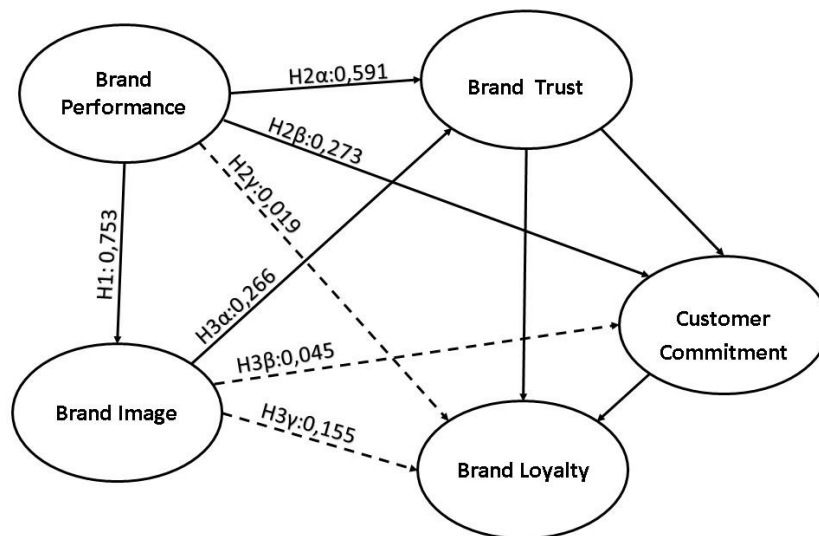 Brand
Performance
H2α:0,591
Brand Trust
H2β:0,273
H2γ:0,019
H1: 0,753
H3α:0,266
Customer
Commitment
H3β:0,045
Brand Image
H3γ:0,155
Brand Loyalty